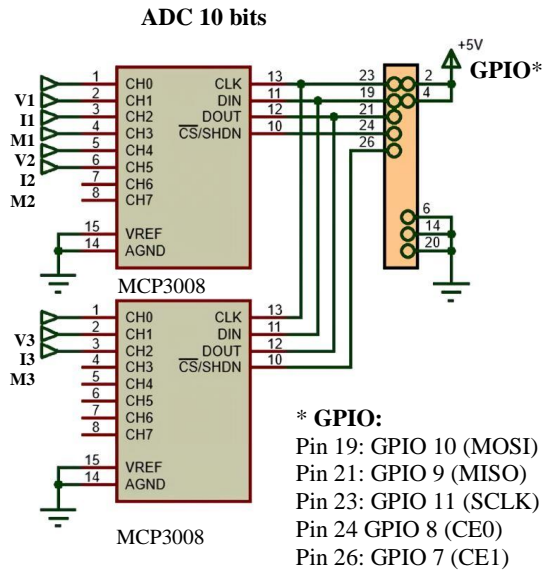 ADC 10 bits
+5V
GPIO*
1 CH0 CLK 13 23 2
V1 2 CH1 DIN 11 19 4
I1 3 CH2 DOUT 12 21
M1 4 CH3 CS/SHDN 10 24
V2 5 CH4 26
I2 6 CH5
7 CH6
M2 8 CH7
15 VREF 6
14 AGND 14
20
MCP3008
1 CH0 CLK 13
V3 2 CH1 DIN 11
I3 3 CH2 DOUT 12
M3 4 CH3 CS/SHDN 10
5 CH4
6 CH5
7 CH6
8 CH7
15 VREF
14 AGND
MCP3008
* GPIO:
Pin 19: GPIO 10 (MOSI)
Pin 21: GPIO 9 (MISO)
Pin 23: GPIO 11 (SCLK)
Pin 24 GPIO 8 (CE0)
Pin 26: GPIO 7 (CE1)